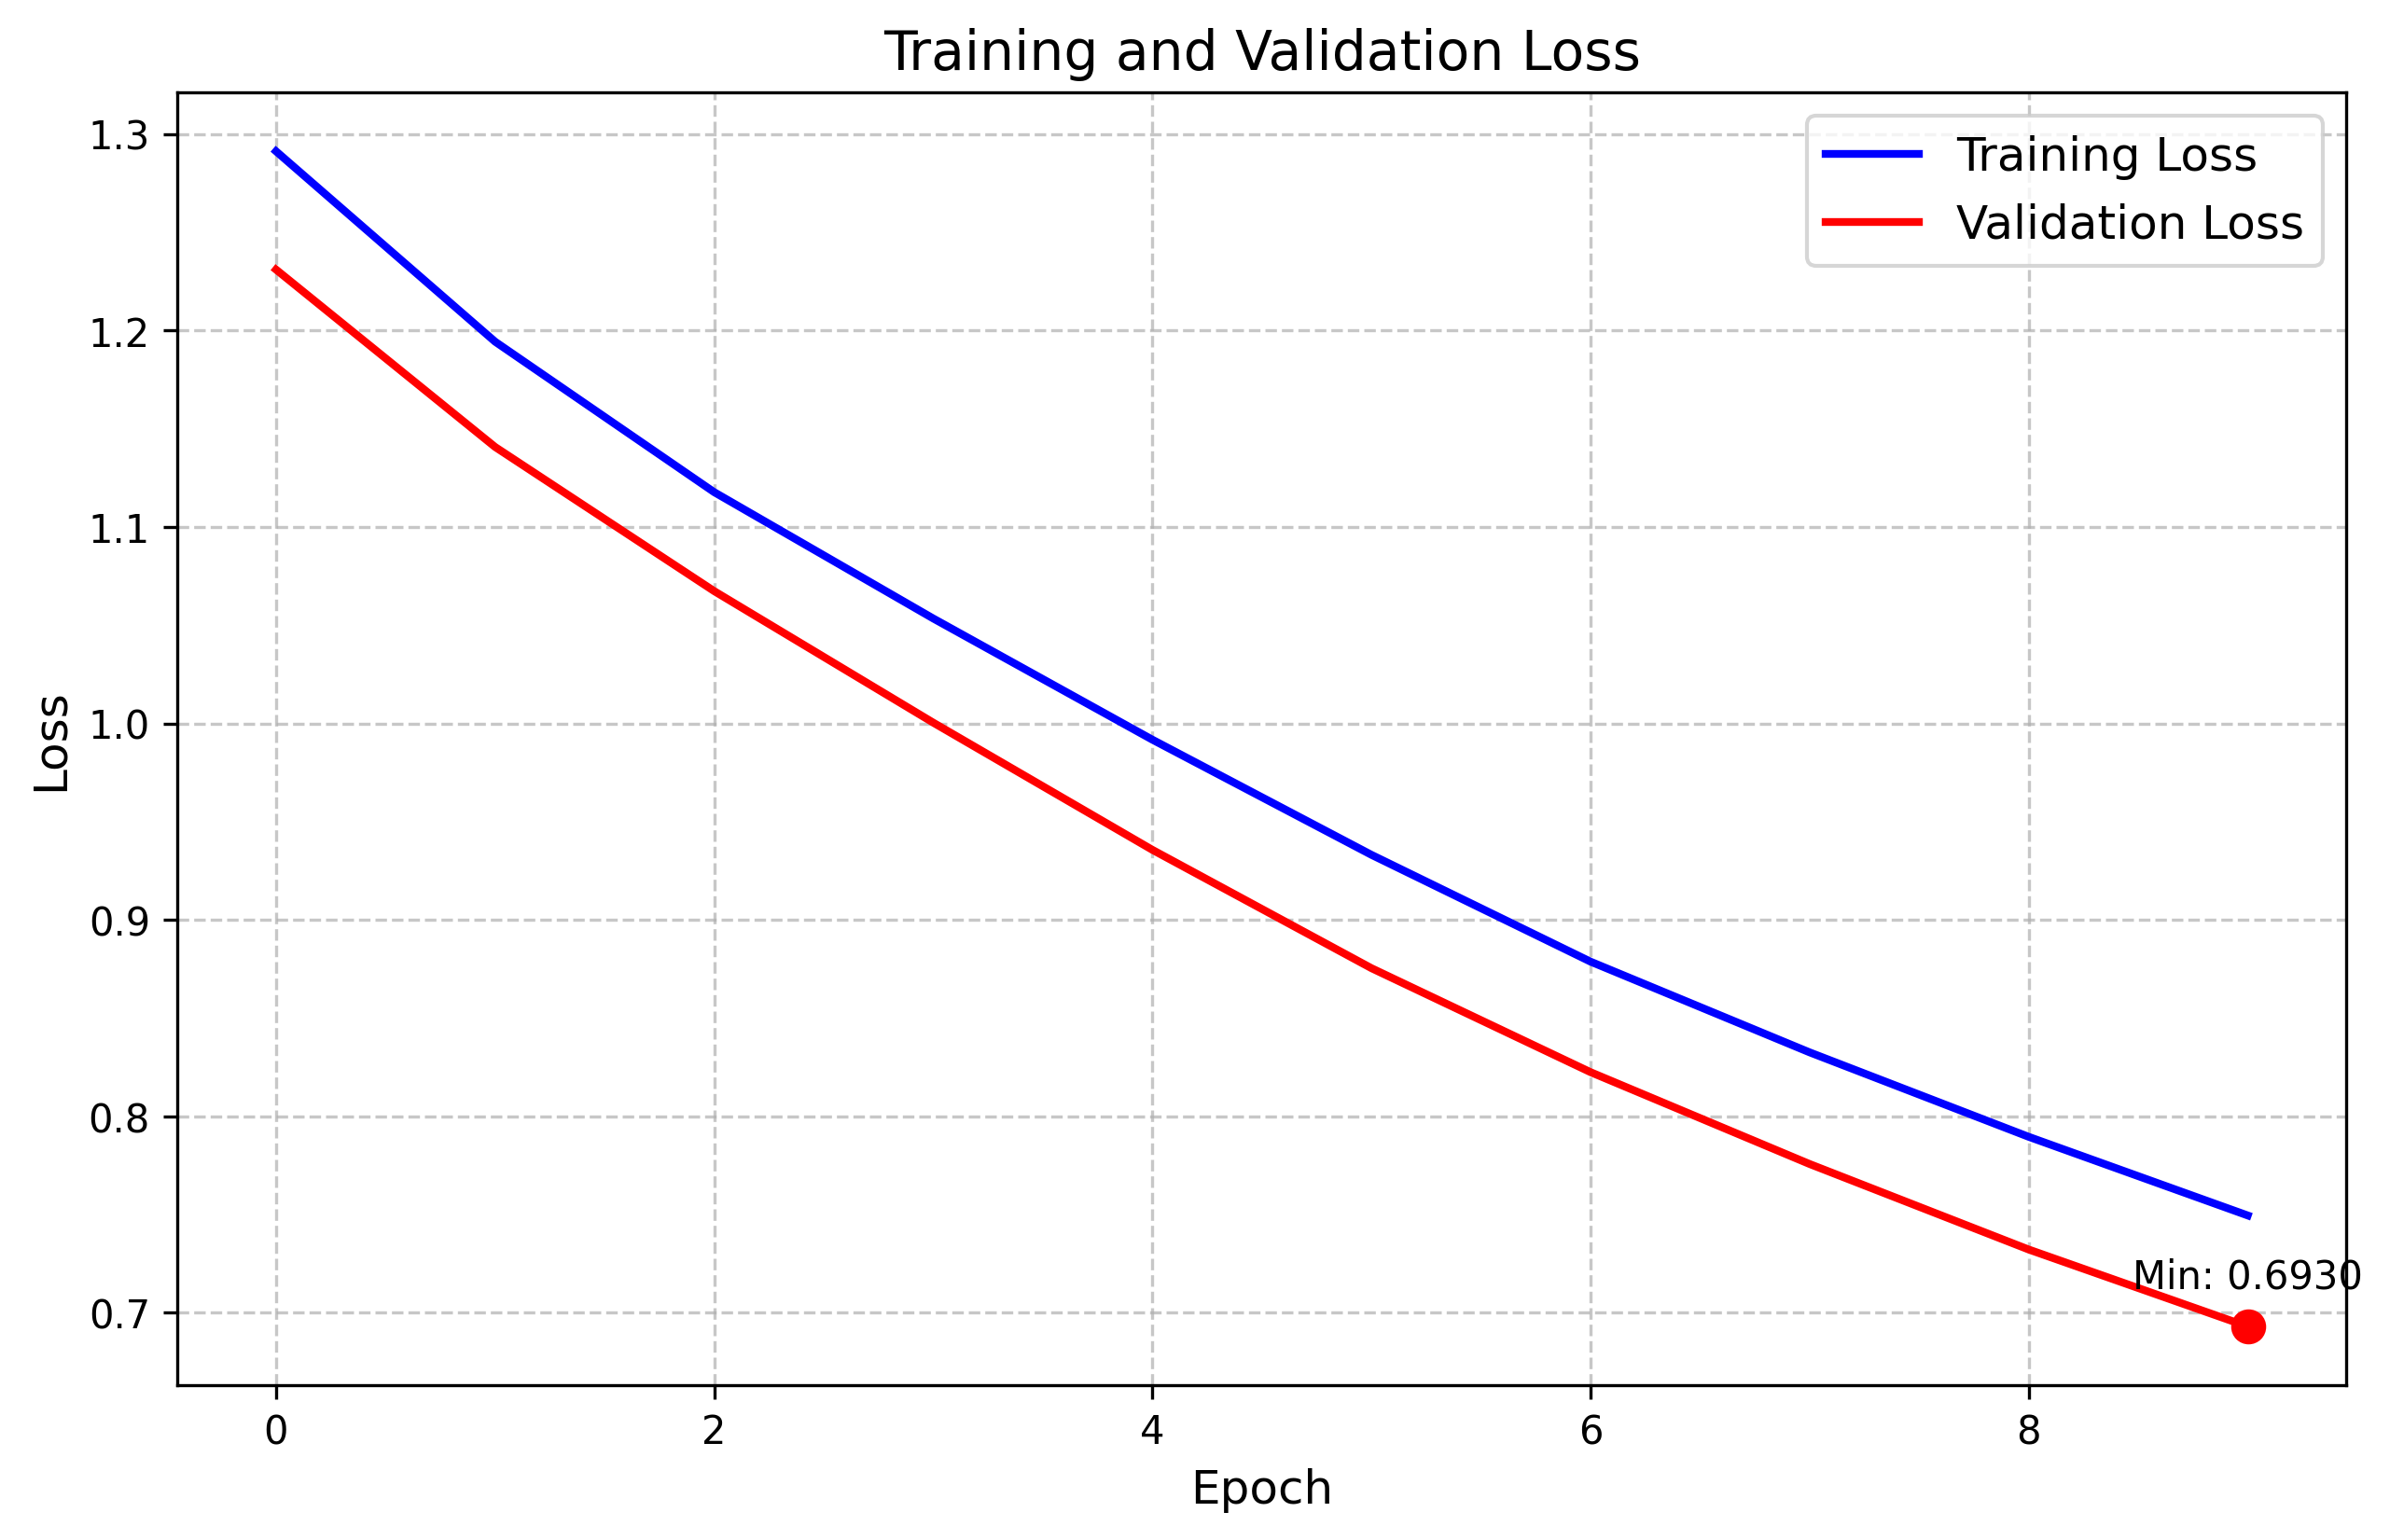 Training and Validation Loss
Training Loss
Validation Loss
1.3
1.2
1.1
1.0
0.9
0.8
0.7
Loss
Min: 0.6930
0 2 4 6 8
Epoch